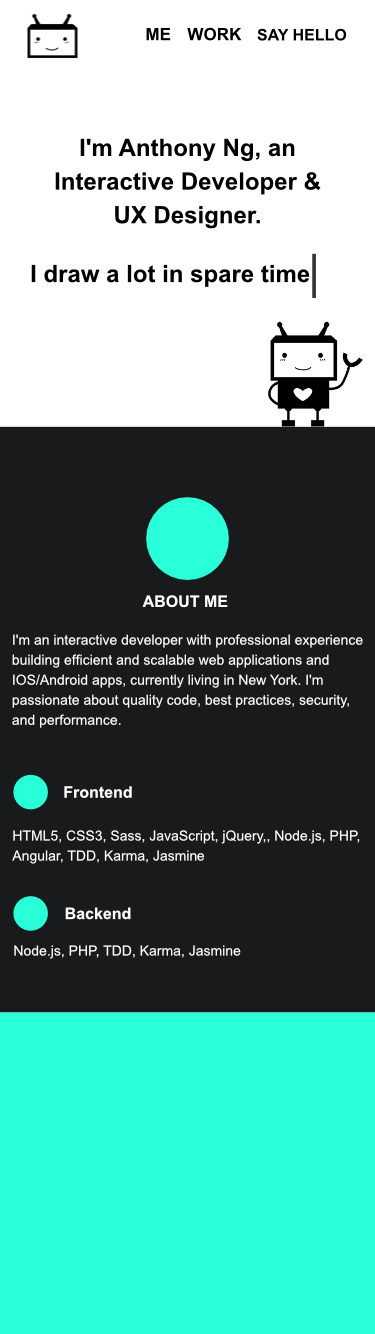 ME WORK SAY HELLO
I'm Anthony Ng, an
Interactive Developer &
UX Designer.
I draw a lot in spare time
ABOUT ME
I'm an interactive developer with professional experience
building efficient and scalable web applications and
IOS/Android apps, currently living in New York. I'm
passionate about quality code, best practices, security,
and performance.
Frontend
HTML5, CSS3, Sass, JavaScript, jQuery,, Node.js, PHP,
Angular, TDD, Karma, Jasmine
Backend
Node.js, PHP, TDD, Karma, Jasmine